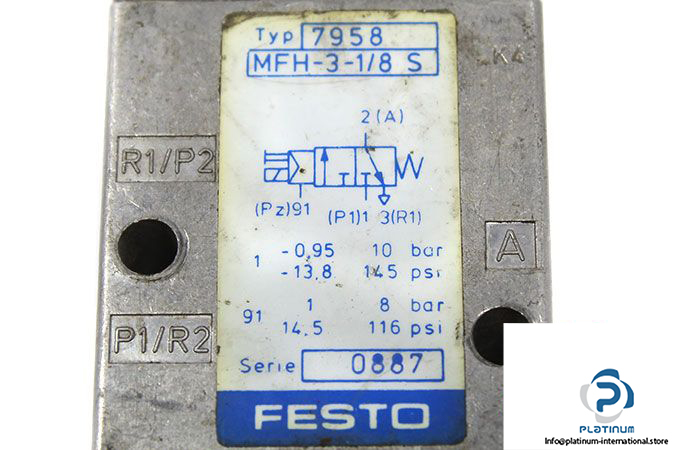 Typ 7958
MFH-3-1/8 S
2(A)
R1/P2
(Pz)91 (P1)1 3(R1)
A
1 -0,95 10 bar
-13,8 145 psi
91 1 8 bar
14,5 116 psi
P1/R2
Serie 0887
FESTO
PLATINUM
Info@platinum-international.store